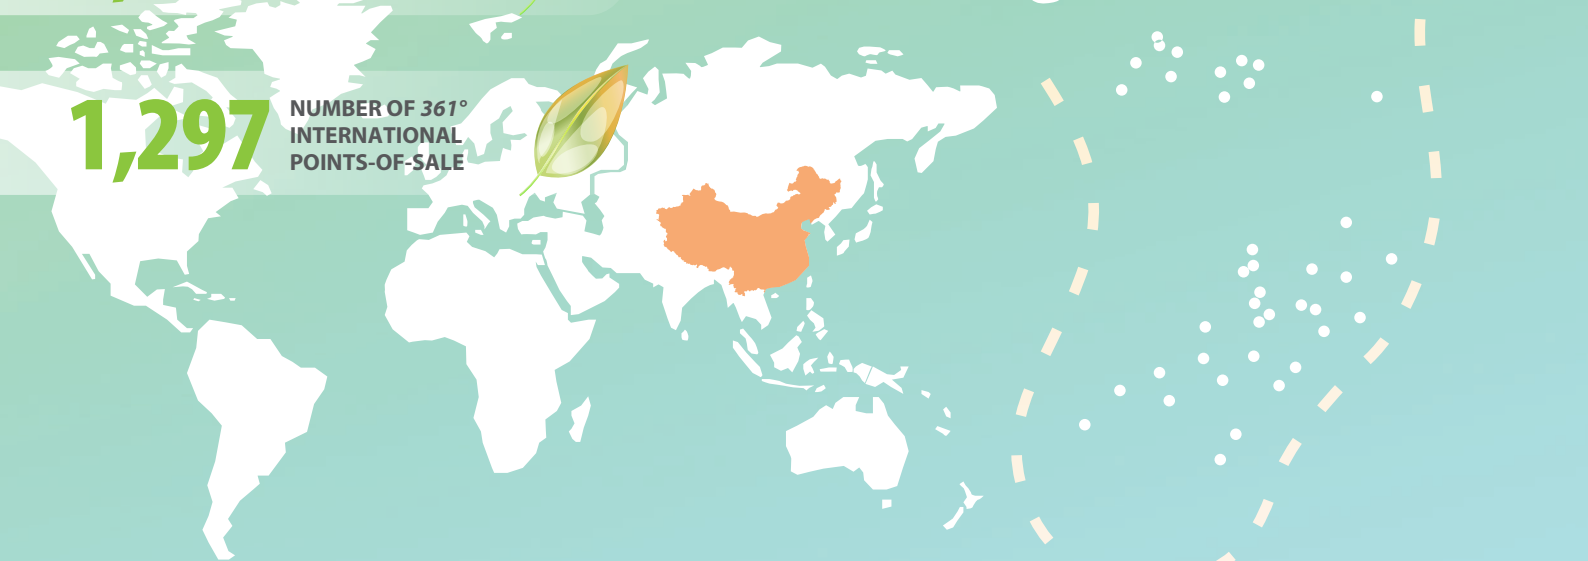 1,297
NUMBER OF 361°
INTERNATIONAL
POINTS-OF-SALE